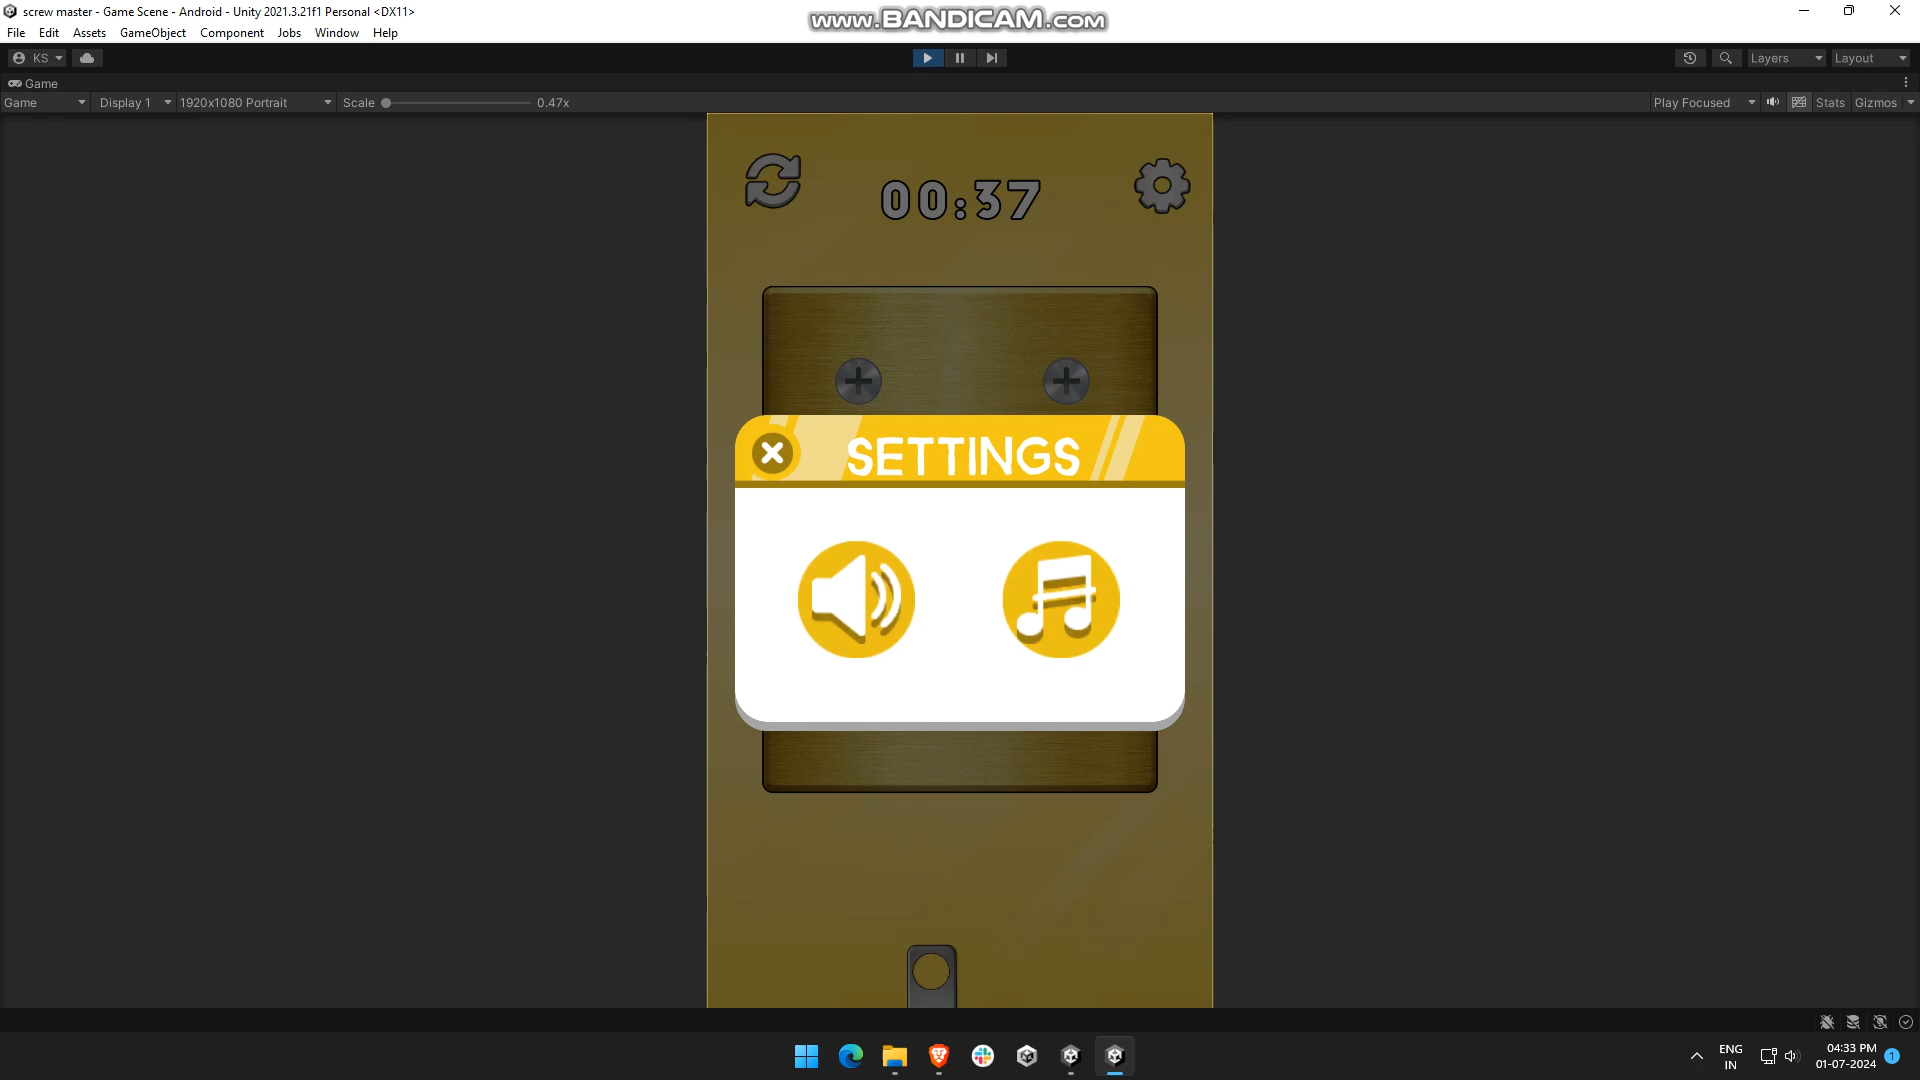 screw master - Game Scene - Android - Unity 2021.3.21f1 Personal <DX11>
www.BANDICAM.com
File Edit Assets GameObject Component Jobs Window Help
KS
Layers
Layout
Game
Game
Display 1
1920x1080 Portrait
Scale
0.47x
Play Focused
Stats
Gizmos
00:37
SETTINGS
ENG
IN
04:33 PM
01-07-2024
1